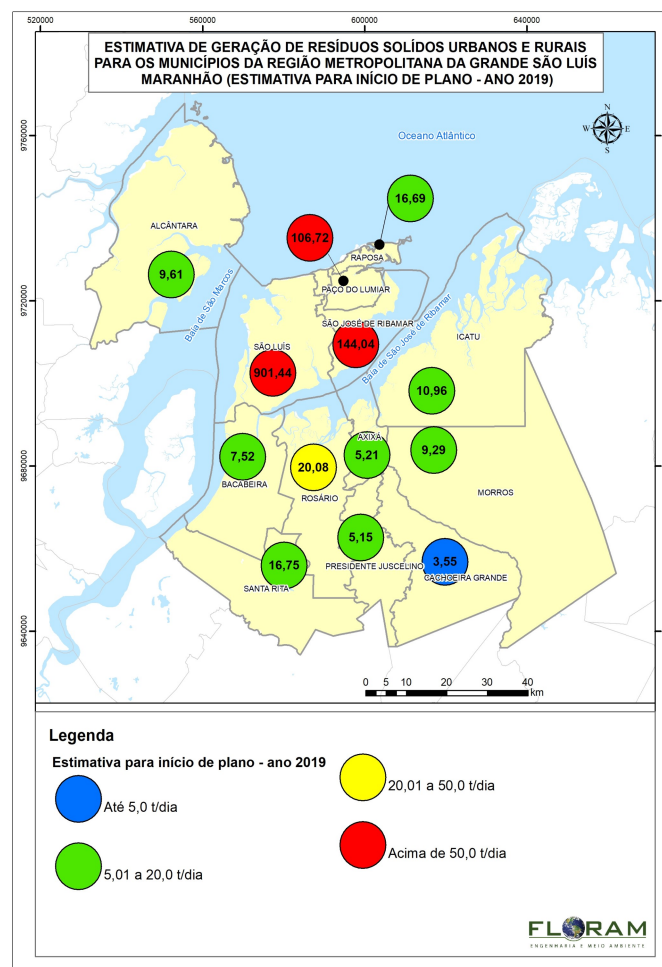 520000 560000 600000 640000
ESTIMATIVA DE GERAÇÃO DE RESÍDUOS SOLÍDOS URBANOS E RURAIS
PARA OS MUNICÍPIOS DA REGIÃO METROPOLITANA DA GRANDE SÃO LUÍS
MARANHÃO (ESTIMATIVA PARA INÍCIO DE PLANO - ANO 2019)
9760000
N
W E
S
Oceano Atlântico
16,69
ALCÂNTARA
106,72
RAPOSA
9,61
PAÇO DO LUMIAR
Baia de São Marcos
9720000
SÃO JOSÉ DE RIBAMAR
Baia de São José de Ribamar
ICATU
SÃO LUÍS
144,04
901,44
10,96
AXIXÁ
7,52
20,08
5,21
9,29
9680000
BACABEIRA
ROSÁRIO
MORROS
5,15
16,75
PRESIDENTE JUSCELINO
3,55
CACHOEIRA GRANDE
SANTA RITA
9640000
0 5 10 20 30 40
km
Legenda
Estimativa para início de plano - ano 2019
Até 5,0 t/dia
5,01 a 20,0 t/dia
20,01 a 50,0 t/dia
Acima de 50,0 t/dia
FLORAM
ENGENHARIA E MEIO AMBIENTE